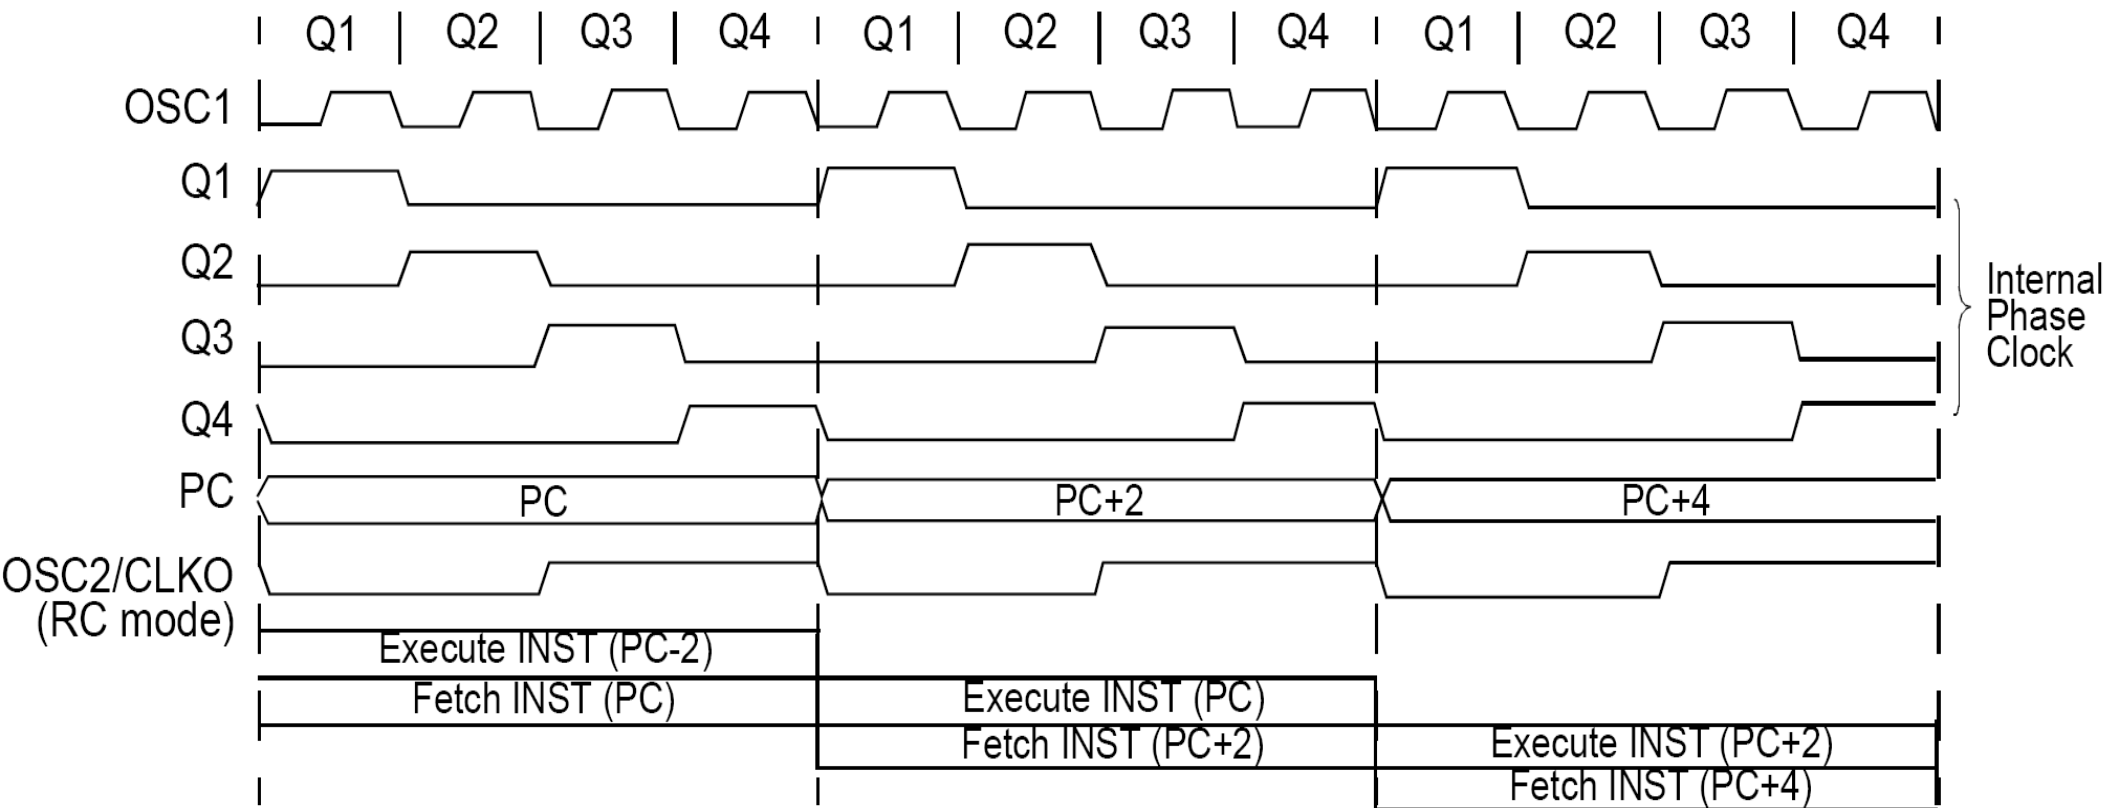 Q1 Q2 Q3 Q4 Q1 Q2 Q3 Q4 Q1 Q2 Q3 Q4
OSC1
Q1
Q2
Q3
Q4
Internal
Phase
Clock
PC PC PC+2 PC+4
OSC2/CLKO
(RC mode)
Execute INST (PC-2)
Fetch INST (PC) Execute INST (PC)
Fetch INST (PC+2) Execute INST (PC+2)
Fetch INST (PC+4)